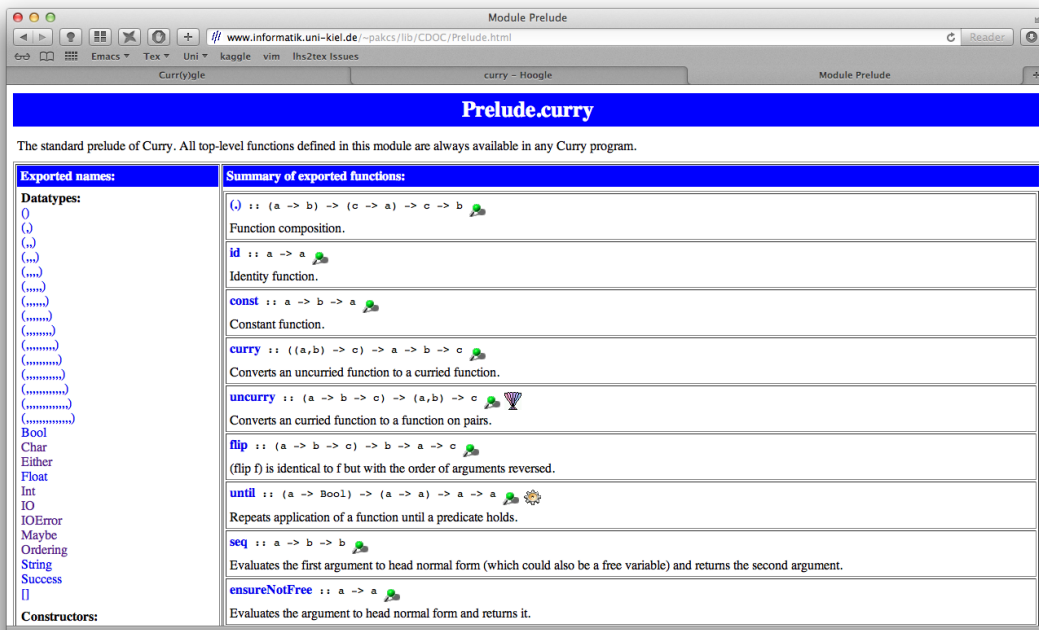 Module Prelude
www.informatik.uni-kiel.de/~pakcs/lib/CDOC/Prelude.html
Reader
Emacs Tex Uni kaggle vim lhs2tex Issues
Curr(y)gle
curry – Hoogle
Module Prelude
Prelude.curry
The standard prelude of Curry. All top-level functions defined in this module are always available in any Curry program.
Exported names:
Datatypes:
()
(,)
(,,)
(,,,)
(,,,,)
(,,,,,)
(,,,,,,)
(,,,,,,,)
(,,,,,,,,)
(,,,,,,,,,)
(,,,,,,,,,,)
(,,,,,,,,,,,)
(,,,,,,,,,,,,)
(,,,,,,,,,,,,,)
(,,,,,,,,,,,,,,)
Bool
Char
Either
Float
Int
IO
IOError
Maybe
Ordering
String
Success
[]
Constructors:
Summary of exported functions:
(.) :: (a -> b) -> (c -> a) -> c -> b
Function composition.
id :: a -> a
Identity function.
const :: a -> b -> a
Constant function.
curry :: ((a,b) -> c) -> a -> b -> c
Converts an uncurried function to a curried function.
uncurry :: (a -> b -> c) -> (a,b) -> c
Converts an curried function to a function on pairs.
flip :: (a -> b -> c) -> b -> a -> c
(flip f) is identical to f but with the order of arguments reversed.
until :: (a -> Bool) -> (a -> a) -> a -> a
Repeats application of a function until a predicate holds.
seq :: a -> b -> b
Evaluates the first argument to head normal form (which could also be a free variable) and returns the second argument.
ensureNotFree :: a -> a
Evaluates the argument to head normal form and returns it.